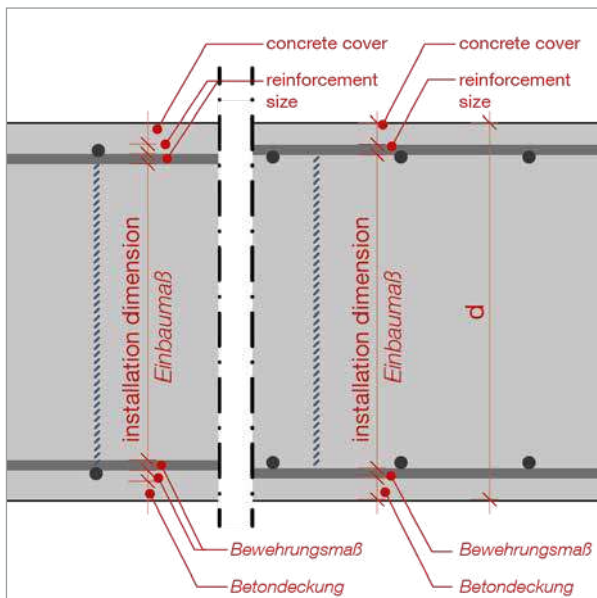 concrete cover
reinforcement
size
concrete cover
reinforcement
size
installation dimension
Einbaumaß
installation dimension
Einbaumaß
d
Bewehrungsmaß
Betondeckung
Bewehrungsmaß
Betondeckung